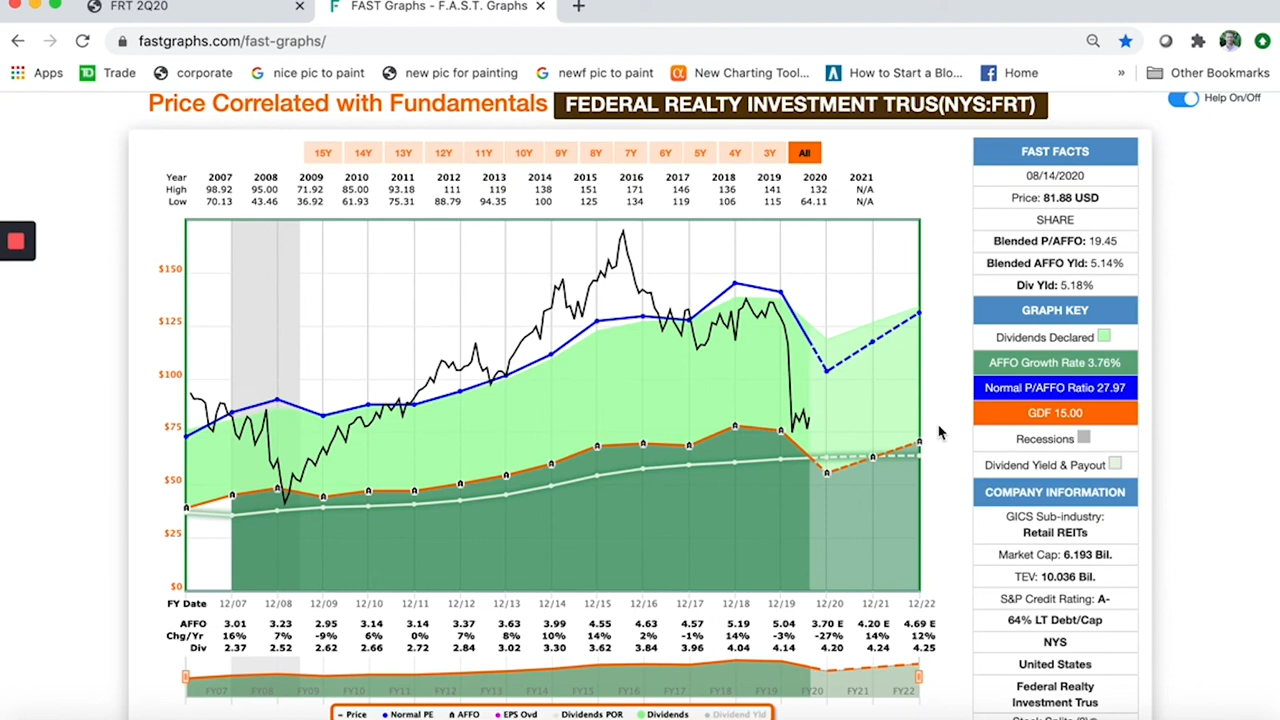 FRT 2Q20 × FAST Graphs - F.A.S.T. Graphs × +
fastgraphs.com/fast-graphs/
Apps Trade corporate nice pic to paint new pic for painting newf pic to paint New Charting Tool... How to Start a Blo... Home » Other Bookmarks
Price Correlated with Fundamentals FEDERAL REALTY INVESTMENT TRUS(NYS:FRT) Help On/Off
15Y 14Y 13Y 12Y 11Y 10Y 9Y 8Y 7Y 6Y 5Y 4Y 3Y All
Year 2007 2008 2009 2010 2011 2012 2013 2014 2015 2016 2017 2018 2019 2020 2021
High 98.92 95.00 71.92 85.00 93.18 111 119 138 151 171 146 136 141 132 N/A
Low 70.13 43.46 36.92 61.93 75.31 88.79 94.35 100 125 134 119 106 115 64.11 N/A
$150
$125
$100
$75
$50
$25
$0
FY Date 12/07 12/08 12/09 12/10 12/11 12/12 12/13 12/14 12/15 12/16 12/17 12/18 12/19 12/20 12/21 12/22
AFFO 3.01 3.23 2.95 3.14 3.14 3.37 3.63 3.99 4.55 4.63 4.57 5.19 5.04 3.70 E 4.20 E 4.69 E
Chg/Yr 16% 7% -9% 6% 0% 7% 8% 10% 14% 2% -1% 14% -3% -27% 14% 12%
Div 2.37 2.52 2.62 2.66 2.72 2.84 3.02 3.30 3.62 3.84 3.96 4.04 4.14 4.20 4.24 4.25
FY07 FY08 FY09 FY10 FY11 FY12 FY13 FY14 FY15 FY16 FY17 FY18 FY19 FY20 FY21 FY22
Price Normal PE AFFO EPS Ovd Dividends POR Dividends Dividend Yld
FAST FACTS
08/14/2020
Price: 81.88 USD
SHARE
Blended P/AFFO: 19.45
Blended AFFO Yld: 5.14%
Div Yld: 5.18%
GRAPH KEY
Dividends Declared
AFFO Growth Rate 3.76%
Normal P/AFFO Ratio 27.97
GDF 15.00
Recessions
Dividend Yield & Payout
COMPANY INFORMATION
GICS Sub-industry:
Retail REITs
Market Cap: 6.193 Bil.
TEV: 10.036 Bil.
S&P Credit Rating: A-
64% LT Debt/Cap
NYS
United States
Federal Realty
Investment Trus